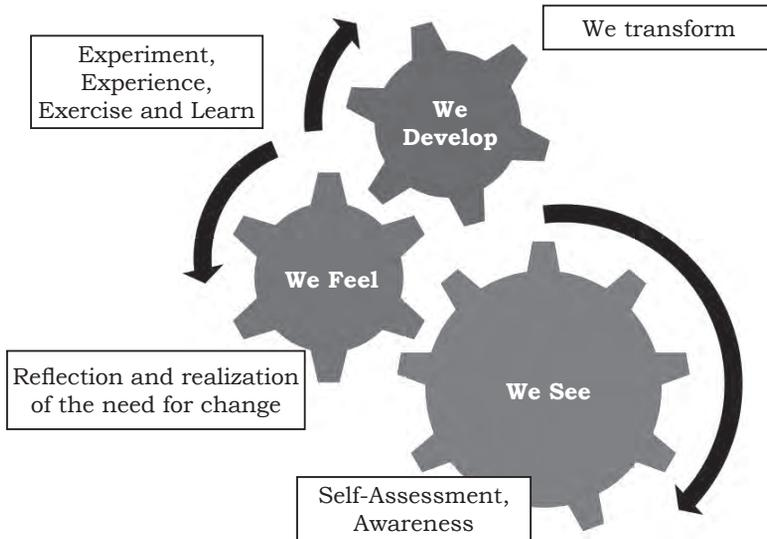 We transform
Experiment,
Experience,
Exercise and Learn
We
Develop
We Feel
Reflection and realization
of the need for change
We See
Self-Assessment,
Awareness